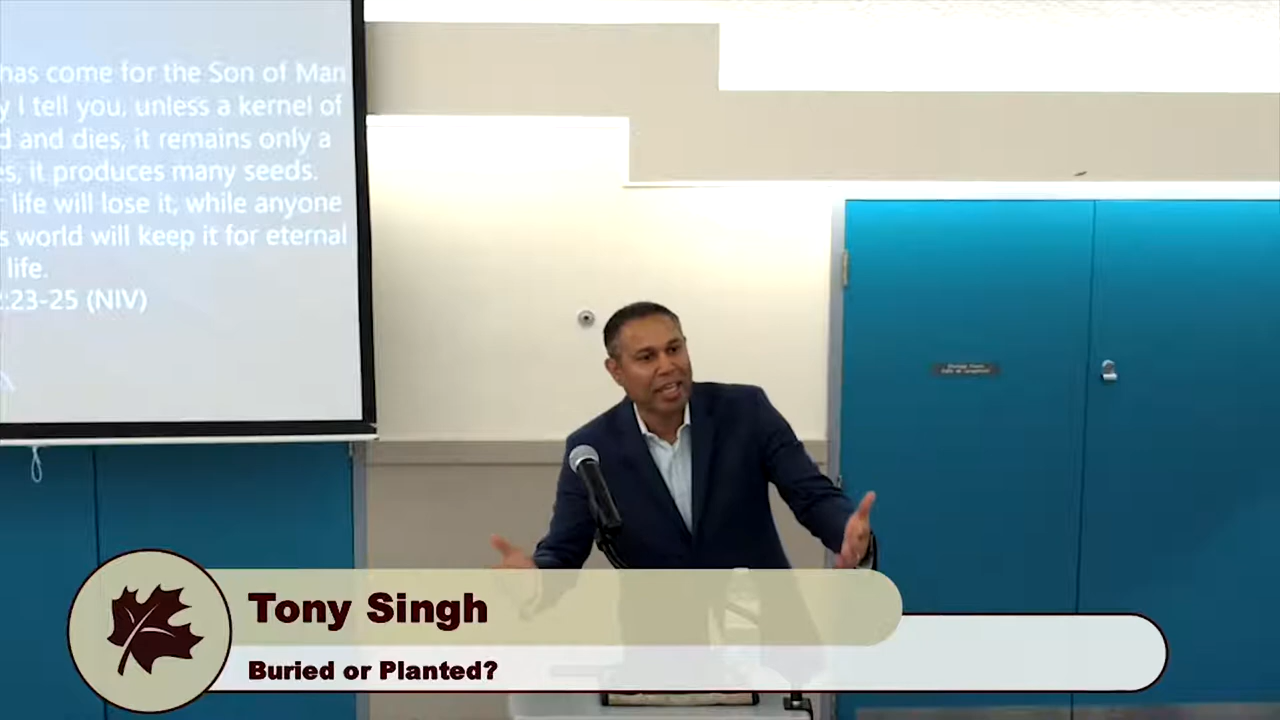 has come for the Son of Man
I tell you, unless a kernel of
and dies, it remains only a
it produces many seeds.
life will lose it, while anyone
world will keep it for eternal
life.
:23-25 (NIV)
Tony Singh
Buried or Planted?